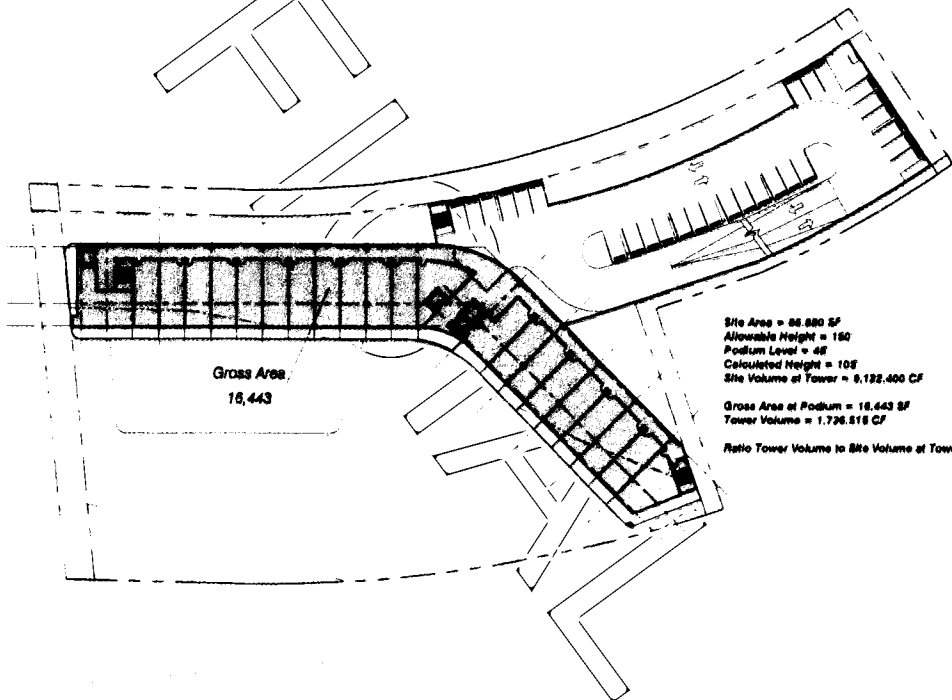 Gross Area
16,443
Site Area = 86,880 SF
Allowable Height = 150
Podium Level = 45
Calculated Height = 105
Site Volume at Tower = 9,122,400 CF
Gross Area at Podium = 16,443 SF
Tower Volume = 1,726,515 CF
Ratio Tower Volume to Site Volume at